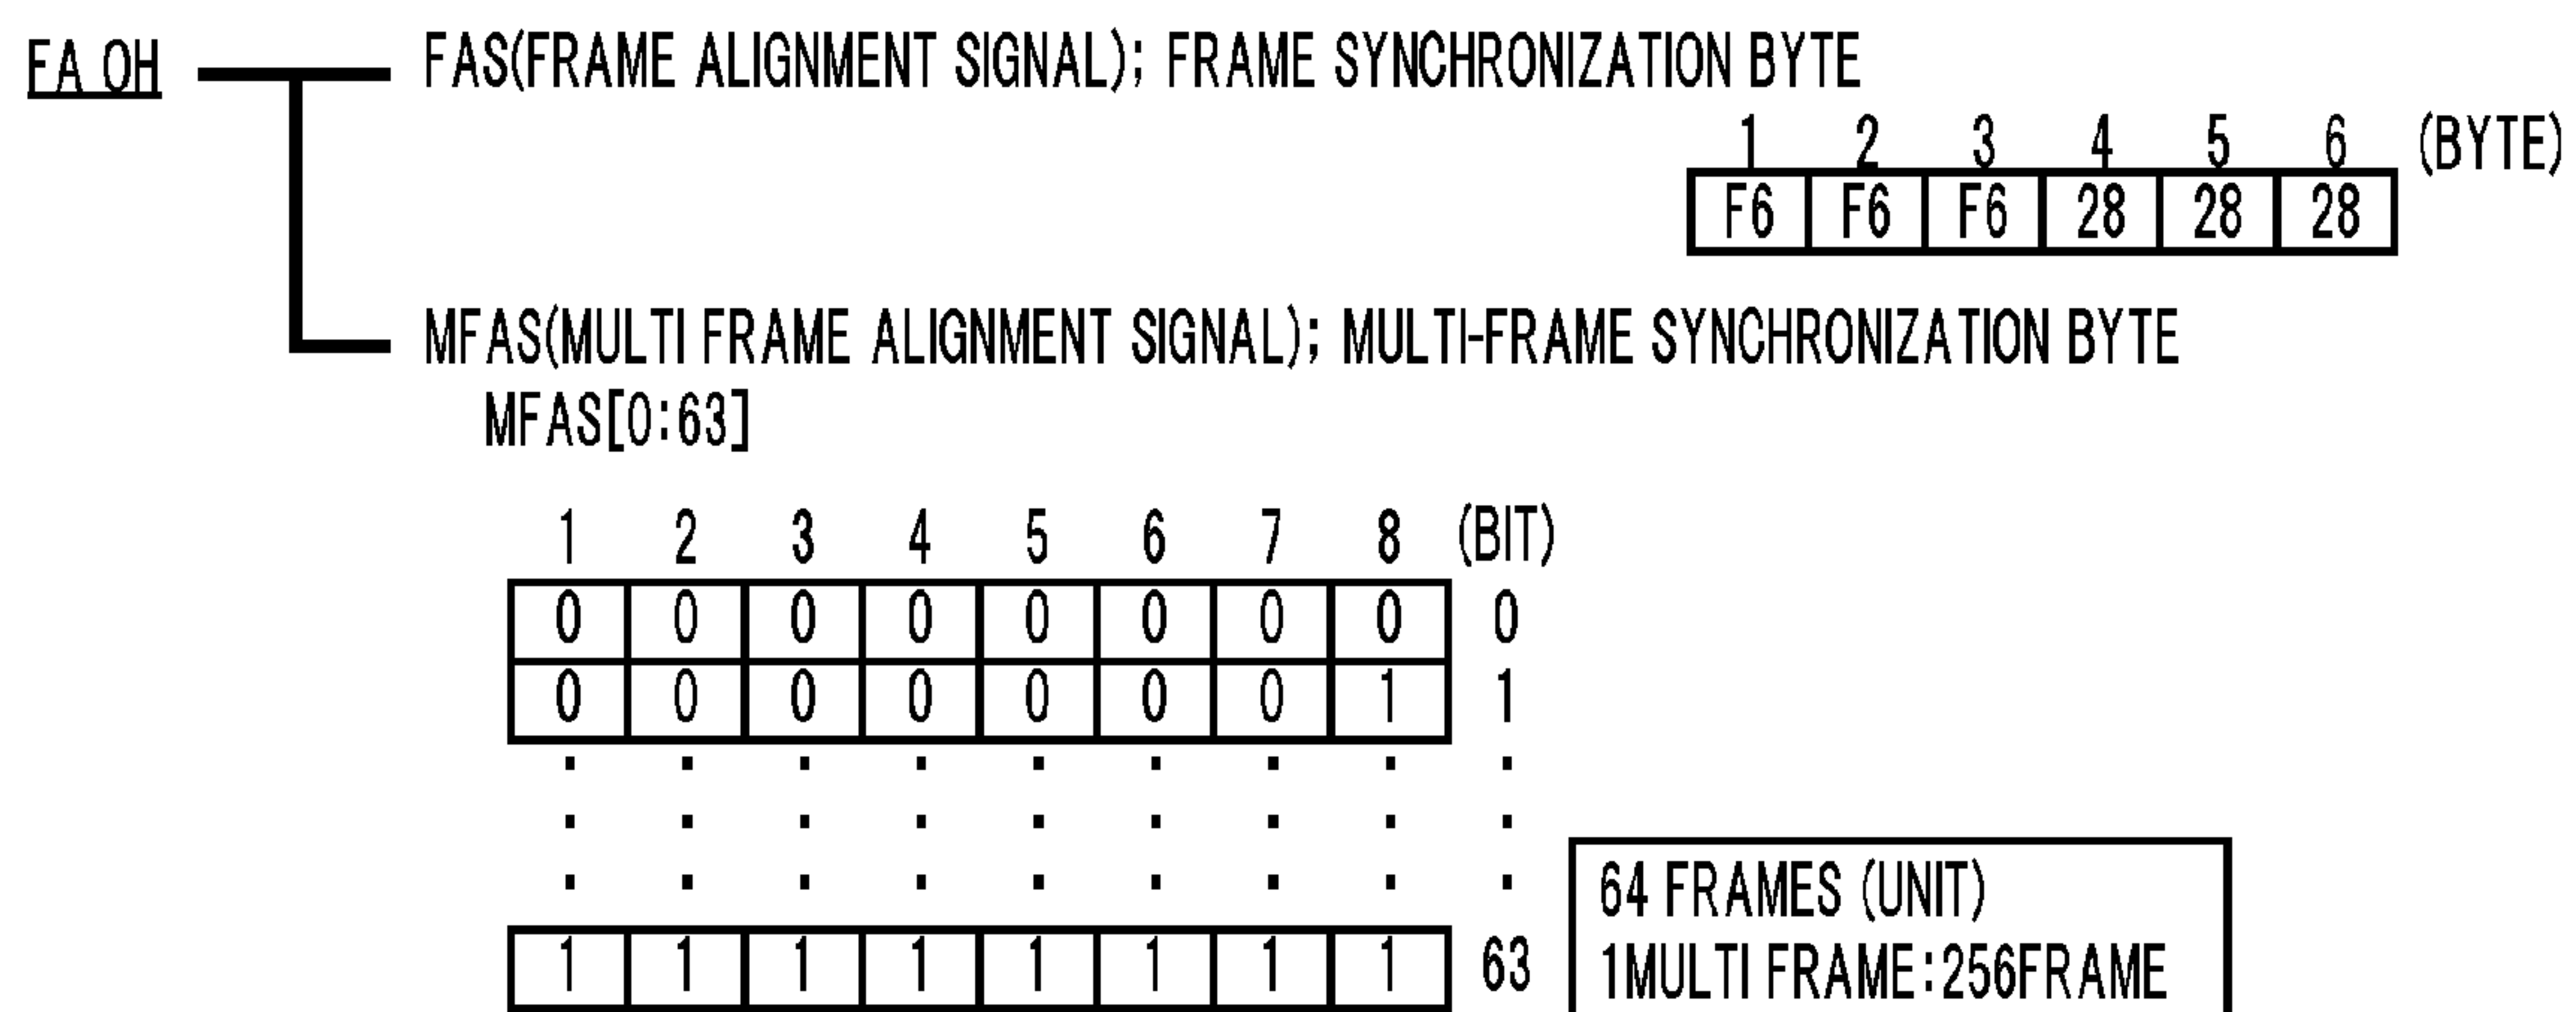 FA OH
FAS(FRAME ALIGNMENT SIGNAL); FRAME SYNCHRONIZATION BYTE
1 2 3 4 5 6 (BYTE)
F6 F6 F6 28 28 28
MFAS(MULTI FRAME ALIGNMENT SIGNAL); MULTI-FRAME SYNCHRONIZATION BYTE
MFAS[0:63]
1 2 3 4 5 6 7 8 (BIT)
0 0 0 0 0 0 0 0 0
0 0 0 0 0 0 0 1 1
. . . . . . . . .
. . . . . . . . .
. . . . . . . . .
1 1 1 1 1 1 1 1 63
64 FRAMES (UNIT)
1MULTI FRAME:256FRAME